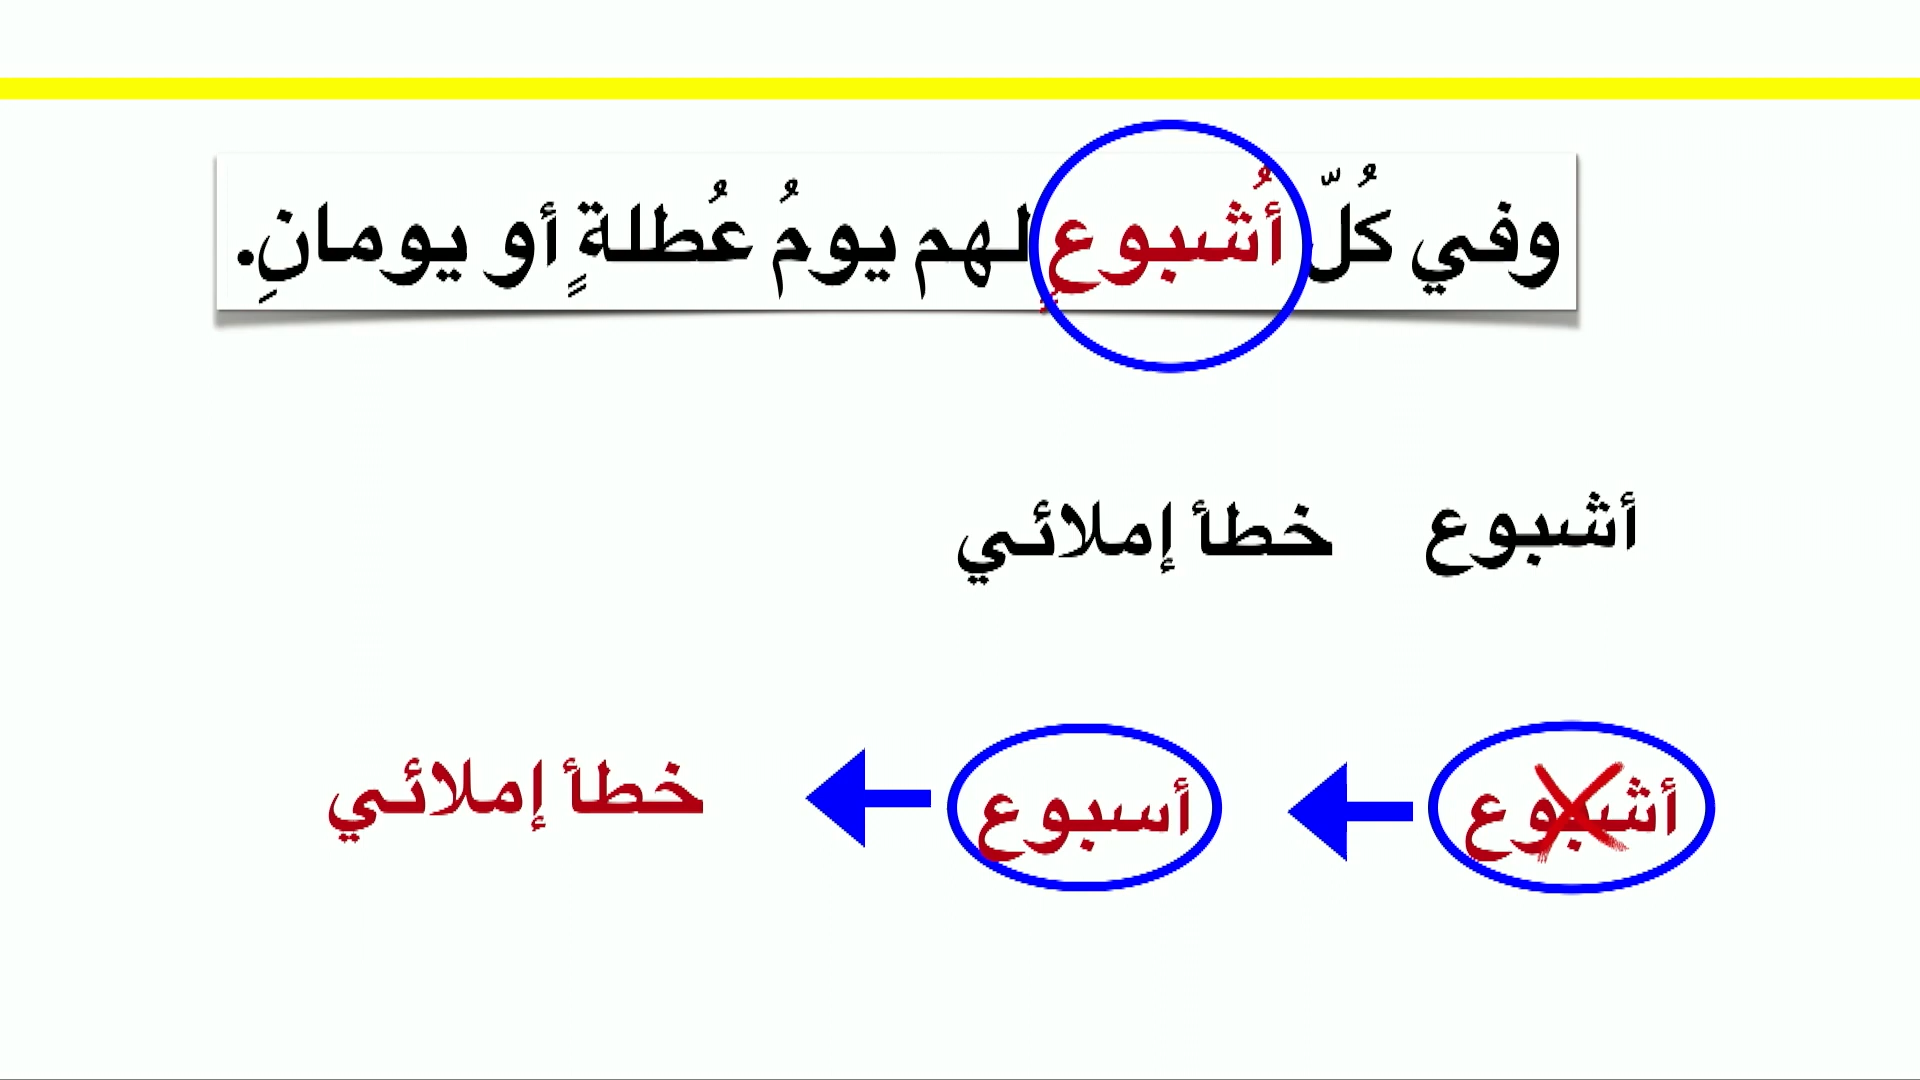 وفي كُلّ أُشبوعٍ لهم يومُ عُطلةٍ أو يومانِ.
أشبوع خطأ إملائي
أشبوع أسبوع خطأ إملائي